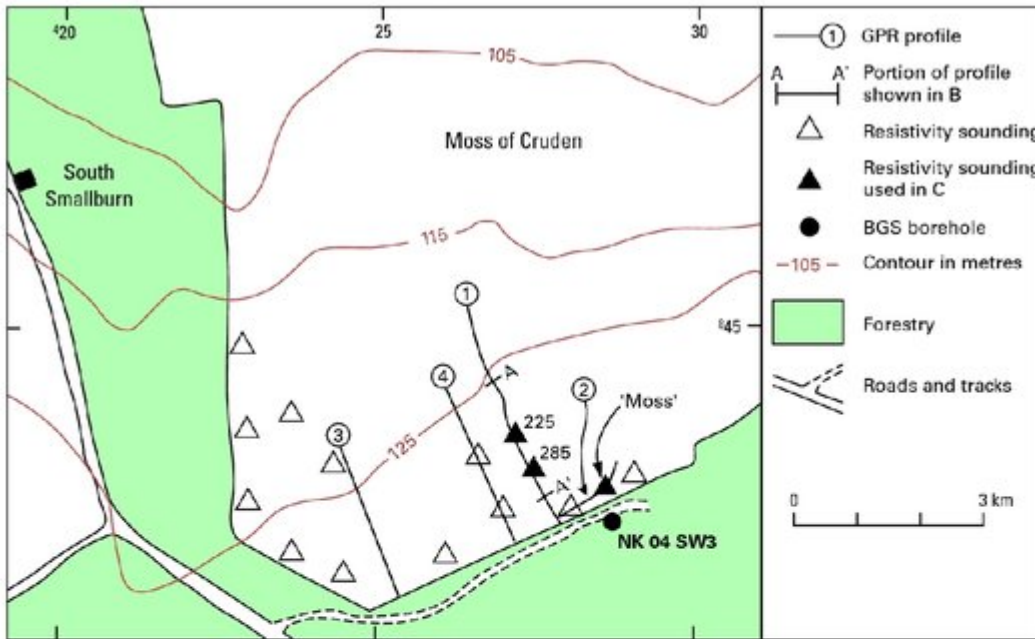 ⁴20
25
30
105
Moss of Cruden
South
Smallburn
115
1
⁸45
A
4
2
'Moss'
225
3
285
125
A'
NK 04 SW3
1 GPR profile
A A'
Portion of profile
shown in B
Resistivity sounding
Resistivity sounding
used in C
BGS borehole
105 Contour in metres
Forestry
Roads and tracks
0 3 km